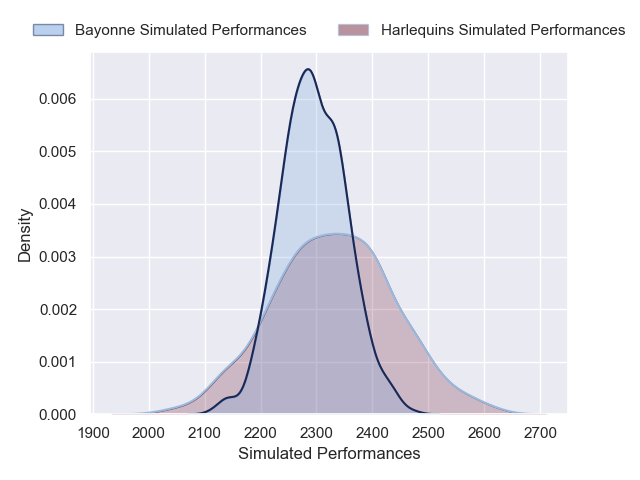 Bayonne Simulated Performances Harlequins Simulated Performances
0.006
0.005
0.004
0.003
0.002
0.001
0.000
Density
1900 2000 2100 2200 2300 2400 2500 2600 2700
Simulated Performances